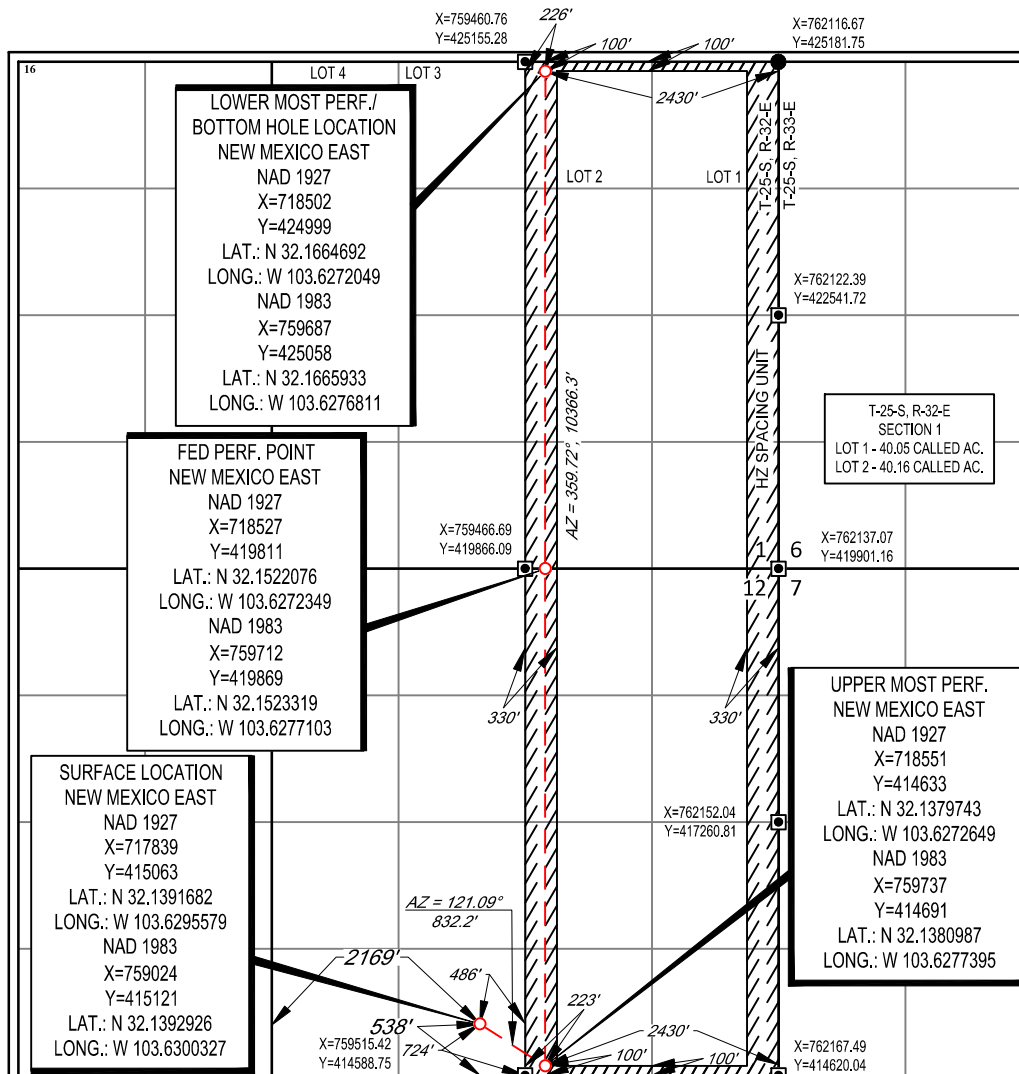 X=759460.76
Y=425155.28
226'
100'
100'
X=762116.67
Y=425181.75
16
LOT 4
LOT 3
2430'
LOWER MOST PERF./
BOTTOM HOLE LOCATION
NEW MEXICO EAST
NAD 1927
X=718502
Y=424999
LAT.: N 32.1664692
LONG.: W 103.6272049
NAD 1983
X=759687
Y=425058
LAT.: N 32.1665933
LONG.: W 103.6276811
LOT 2
LOT 1
T-25-S, R-32-E
T-25-S, R-33-E
X=762122.39
Y=422541.72
AZ = 359.72°, 10366.3'
HZ SPACING UNIT
T-25-S, R-32-E
SECTION 1
LOT 1 - 40.05 CALLED AC.
LOT 2 - 40.16 CALLED AC.
FED PERF. POINT
NEW MEXICO EAST
NAD 1927
X=718527
Y=419811
LAT.: N 32.1522076
LONG.: W 103.6272349
NAD 1983
X=759712
Y=419869
LAT.: N 32.1523319
LONG.: W 103.6277103
X=759466.69
Y=419866.09
1 6
12 7
X=762137.07
Y=419901.16
330'
330'
UPPER MOST PERF.
NEW MEXICO EAST
NAD 1927
X=718551
Y=414633
LAT.: N 32.1379743
LONG.: W 103.6272649
NAD 1983
X=759737
Y=414691
LAT.: N 32.1380987
LONG.: W 103.6277395
SURFACE LOCATION
NEW MEXICO EAST
NAD 1927
X=717839
Y=415063
LAT.: N 32.1391682
LONG.: W 103.6295579
NAD 1983
X=759024
Y=415121
LAT.: N 32.1392926
LONG.: W 103.6300327
X=762152.04
Y=417260.81
AZ = 121.09°
832.2'
2169'
486'
223'
538'
724'
2430'
100'
100'
X=759515.42
Y=414588.75
X=762167.49
Y=414620.04